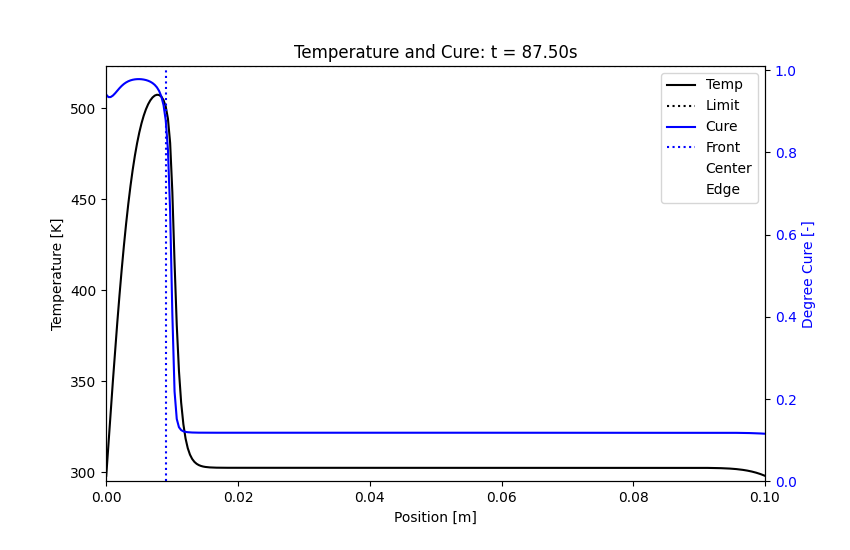 Temperature and Cure: t = 87.50s
Temp
Limit
Cure
Front
Center
Edge
Temperature [K]
500
450
400
350
300
1.0
0.8
0.6
0.4
0.2
0.0
Degree Cure [-]
0.00 0.02 0.04 0.06 0.08 0.10
Position [m]